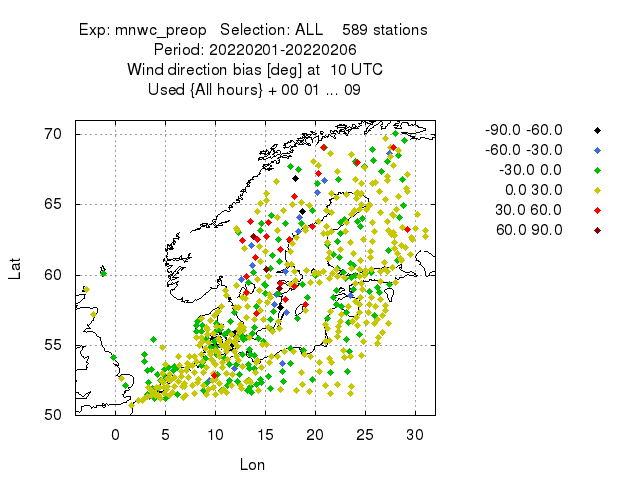 Exp: mnwc_preop Selection: ALL 589 stations
Period: 20220201-20220206
Wind direction bias [deg] at 10 UTC
Used {All hours} + 00 01 ... 09
70
65
60
55
50
Lat
0 5 10 15 20 25 30
Lon
-90.0 -60.0
-60.0 -30.0
-30.0 0.0
0.0 30.0
30.0 60.0
60.0 90.0